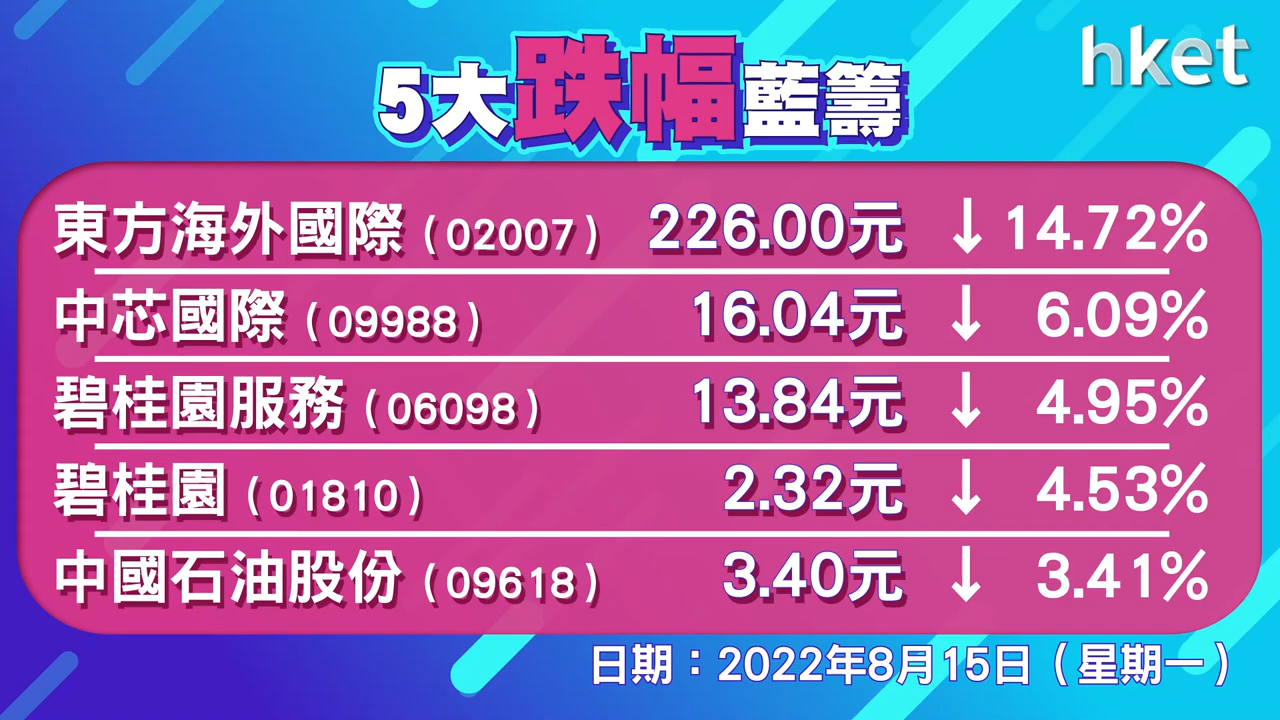 hket
5大跌幅藍籌
東方海外國際（02007） 226.00元 ↓ 14.72%
中芯國際（09988） 16.04元 ↓ 6.09%
碧桂園服務（06098） 13.84元 ↓ 4.95%
碧桂園（01810） 2.32元 ↓ 4.53%
中國石油股份（09618） 3.40元 ↓ 3.41%
日期：2022年8月15日（星期一）